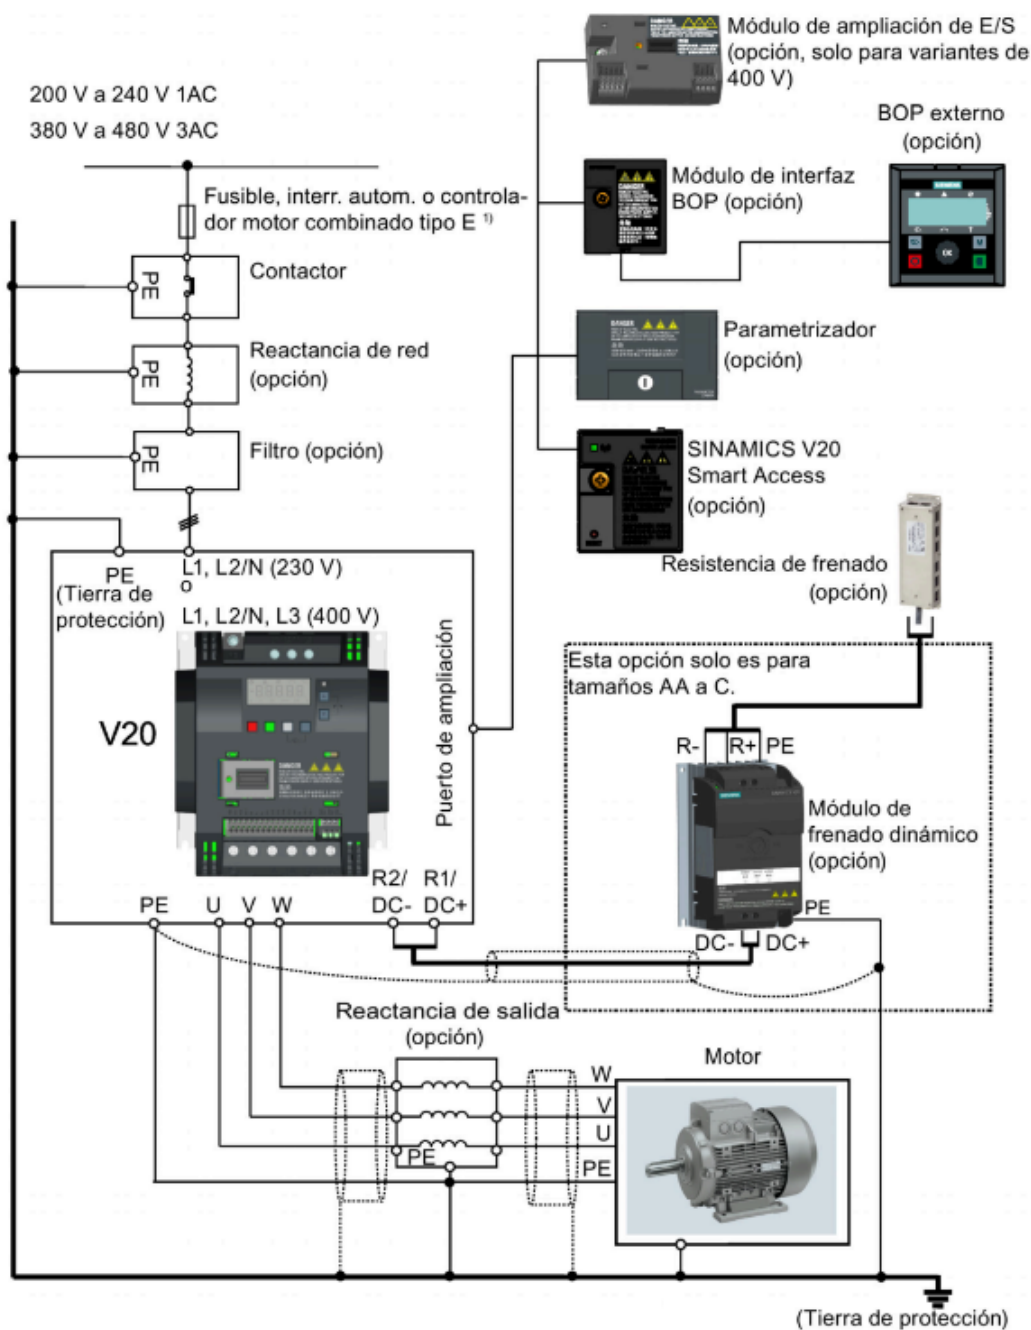 200 V a 240 V 1AC
380 V a 480 V 3AC
Fusible, interr. autom. o controla-
dor motor combinado tipo E 1)
PE
Contactor
PE
Reactancia de red
(opción)
PE
Filtro (opción)
PE
(Tierra de
protección)
L1, L2/N (230 V)
o
L1, L2/N, L3 (400 V)
V20
Puerto de ampliación
PE
U
V
W
R2/
DC-
R1/
DC+
Módulo de ampliación de E/S
(opción, solo para variantes de
400 V)
BOP externo
(opción)
SIEMENS
OK
M
Módulo de interfaz
BOP (opción)
DANGER
DANGER
Parametrizador
(opción)
SINAMICS V20
Smart Access
(opción)
Resistencia de frenado
(opción)
Esta opción solo es para
tamaños AA a C.
R-
R+
PE
Módulo de
frenado dinámico
(opción)
PE
DC-
DC+
Reactancia de salida
(opción)
PE
Motor
W
V
U
PE
(Tierra de protección)